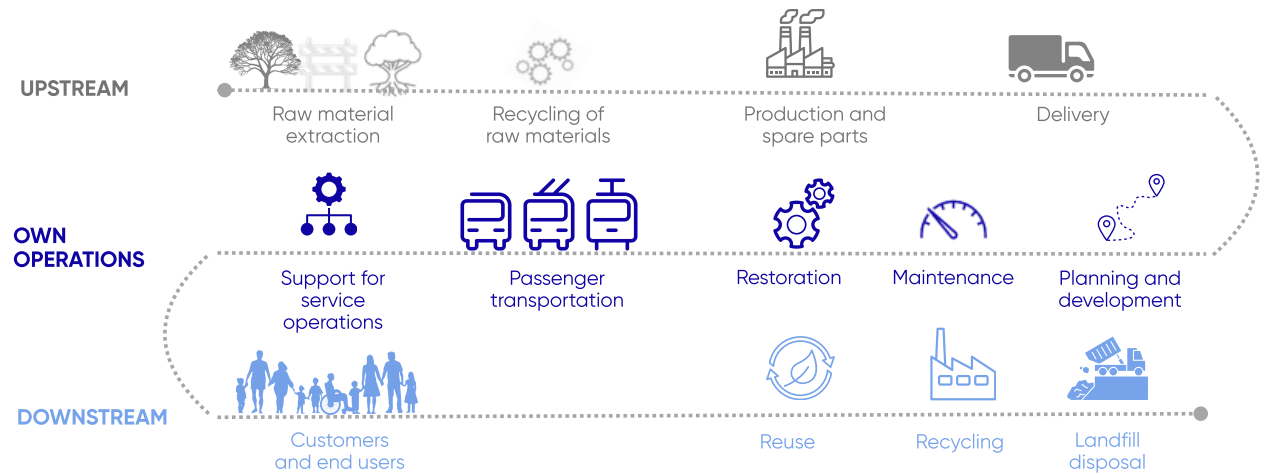 UPSTREAM
Raw material
extraction
Recycling of
raw materials
Production and
spare parts
Delivery
OWN
OPERATIONS
Support for
service
operations
Passenger
transportation
Restoration
Maintenance
Planning and
development
DOWNSTREAM
Customers
and end users
Reuse
Recycling
Landfill
disposal